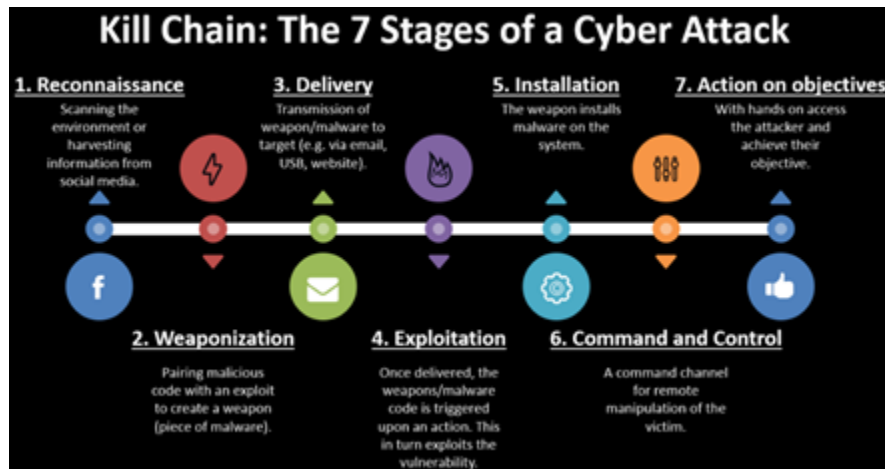 Kill Chain: The 7 Stages of a Cyber Attack
1. Reconnaissance
Scanning the
environment or
harvesting
information from
social media.
2. Weaponization
Pairing malicious
code with an exploit
to create a weapon
(piece of malware).
3. Delivery
Transmission of
weapon/malware to
target (e.g. via email,
USB, website).
4. Exploitation
Once delivered, the
weapons/malware
code is triggered
upon an action. This
in turn exploits the
vulnerability.
5. Installation
The weapon installs
malware on the
system.
6. Command and Control
A command channel
for remote
manipulation of the
victim.
7. Action on objectives
With hands on access
the attacker and
achieve their
objective.
f